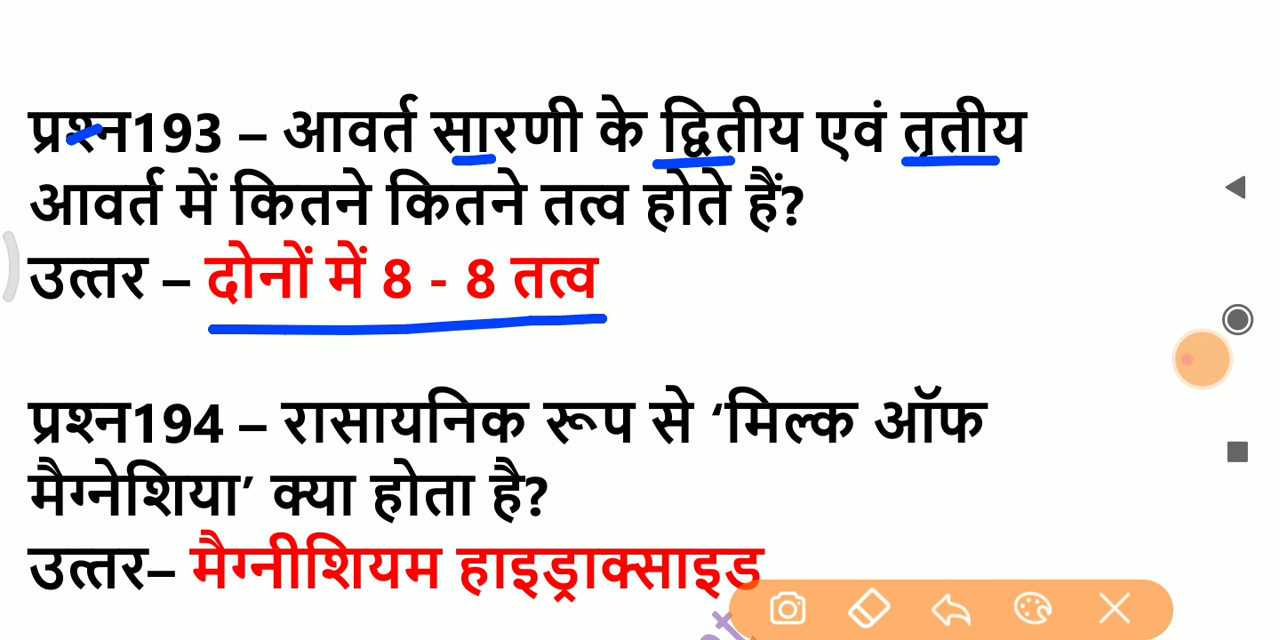 प्रश्न193 – आवर्त सारणी के द्वितीय एवं तृतीय
आवर्त में कितने कितने तत्व होते हैं?
उत्तर – दोनों में 8 - 8 तत्व
प्रश्न194 – रासायनिक रूप से ‘मिल्क ऑफ
मैग्नेशिया’ क्या होता है?
उत्तर– मैग्नीशियम हाइड्राक्साइड